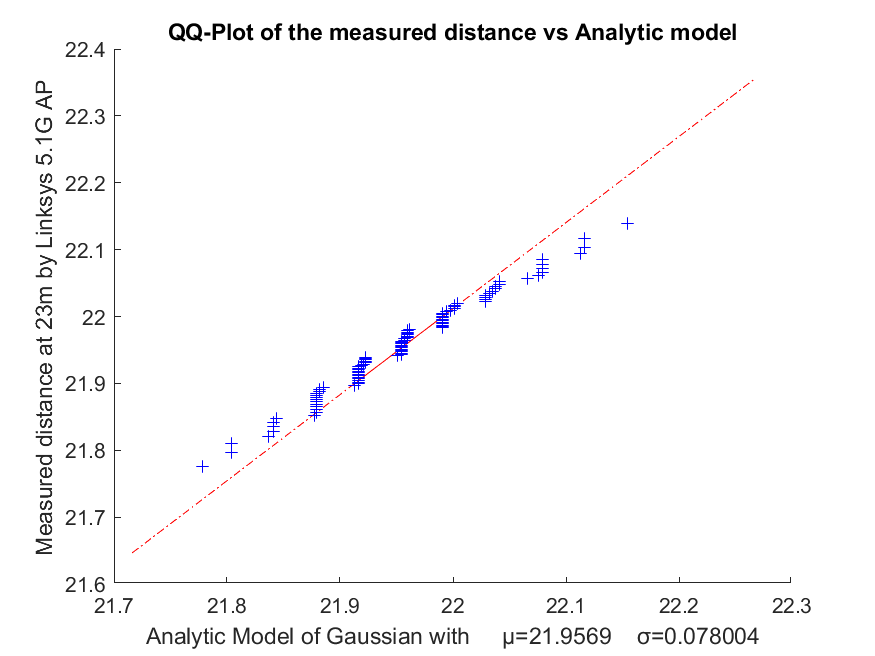 QQ-Plot of the measured distance vs Analytic model
Measured distance at 23m by Linksys 5.1G AP
22.4
22.3
22.2
22.1
22
21.9
21.8
21.7
21.6
21.7 21.8 21.9 22 22.1 22.2 22.3
Analytic Model of Gaussian with μ=21.9569 σ=0.078004